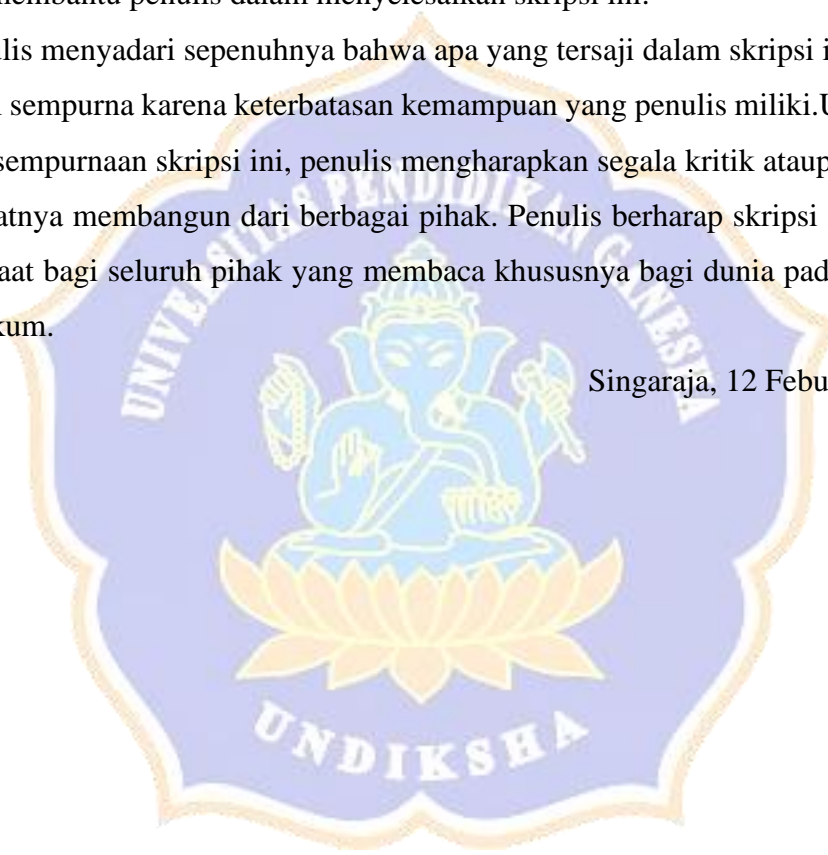 membantu penulis dalam menyelesaikan skripsi ini.
ulis menyadari sepenuhnya bahwa apa yang tersaji dalam skripsi i
sempurna karena keterbatasan kemampuan yang penulis miliki.U
sempurnaan skripsi ini, penulis mengharapkan segala kritik ataup
atnya membangun dari berbagai pihak. Penulis berharap skripsi
aat bagi seluruh pihak yang membaca khususnya bagi dunia pad
kum.
Singaraja, 12 Febu
UNIVERSITAS PENDIDIKAN GANESHA
UNDIKSHA